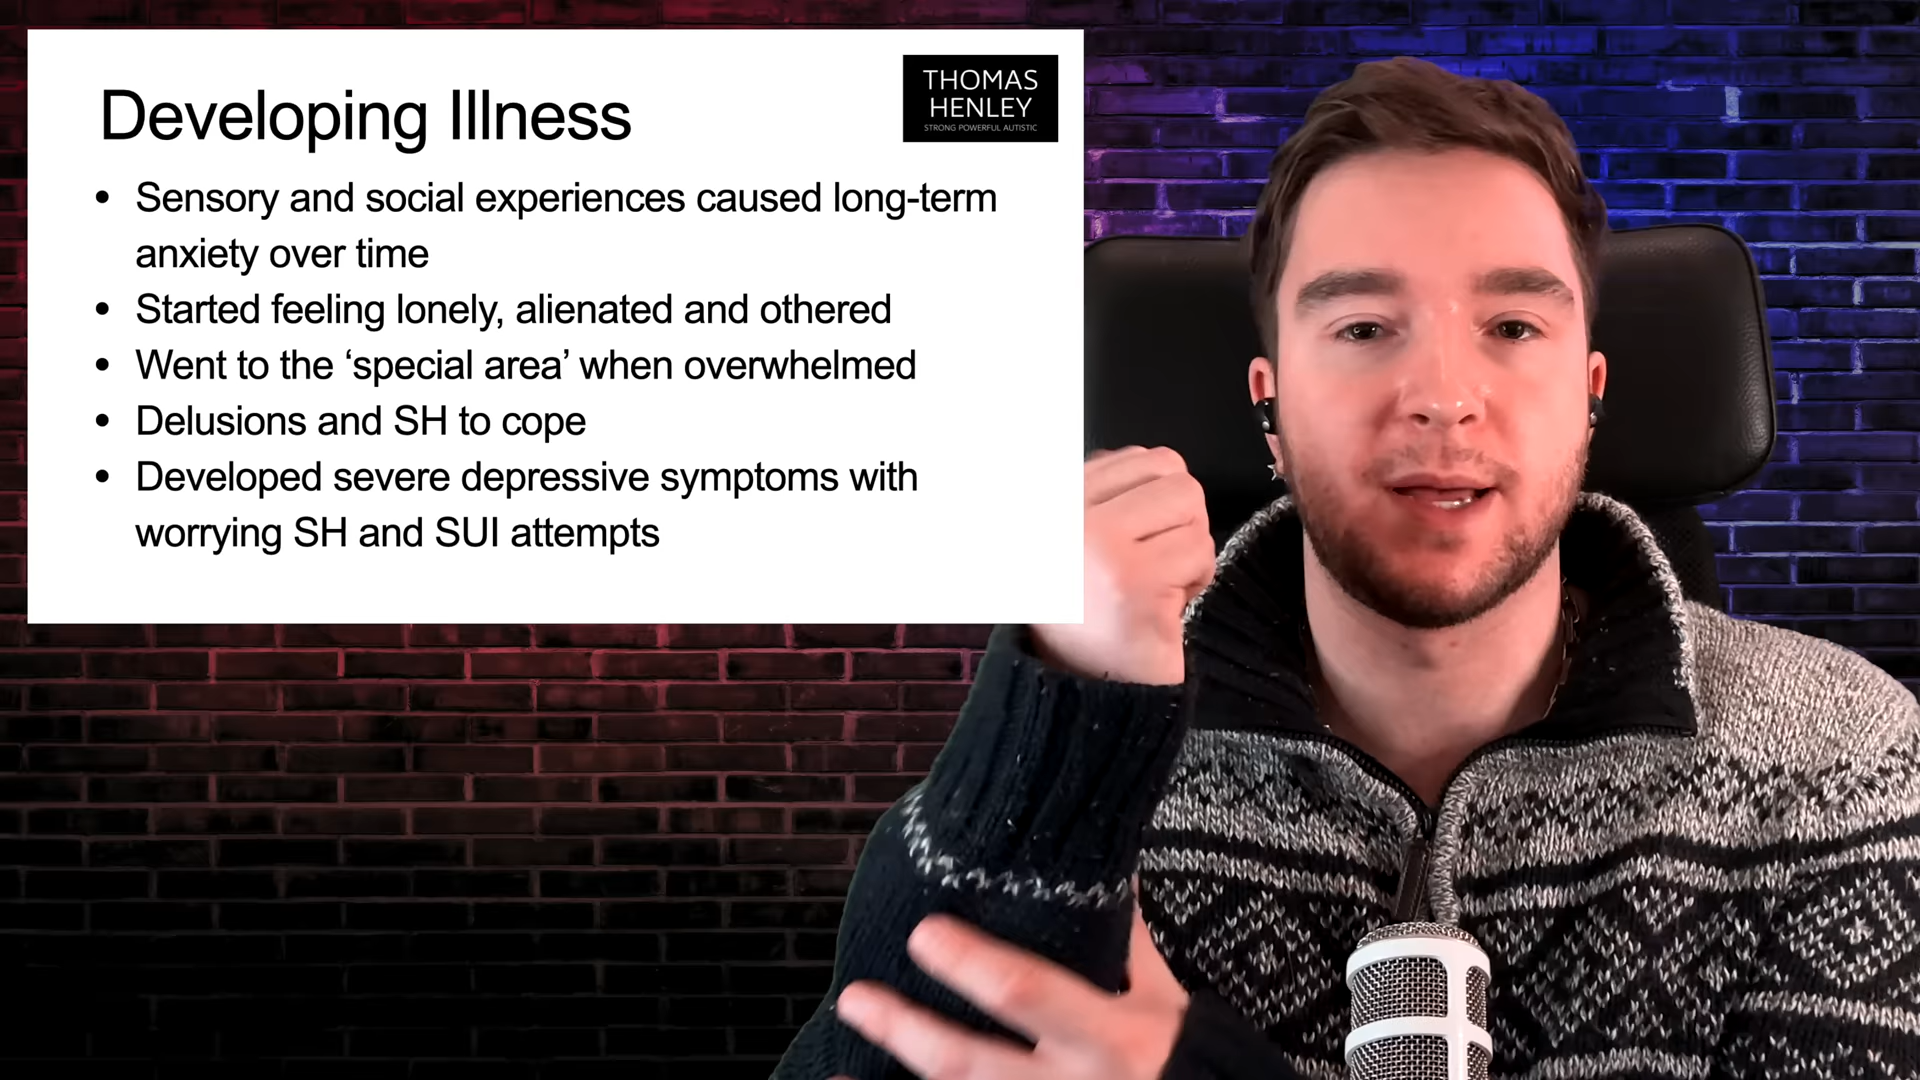 Developing Illness
THOMAS
HENLEY
STRONG POWERFUL AUTISTIC
• Sensory and social experiences caused long-term
anxiety over time
• Started feeling lonely, alienated and othered
• Went to the ‘special area’ when overwhelmed
• Delusions and SH to cope
• Developed severe depressive symptoms with
worrying SH and SUI attempts